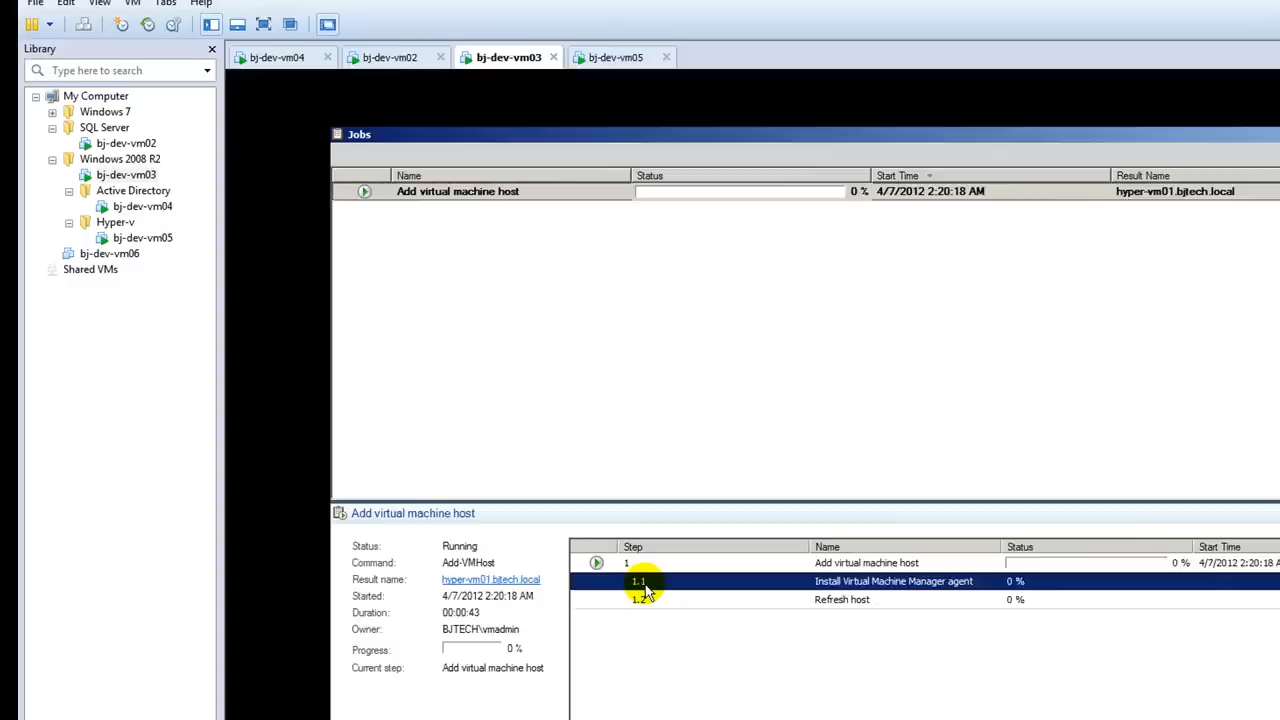 File Edit View VM Tabs Help
Library
Type here to search
My Computer
Windows 7
SQL Server
bj-dev-vm02
Windows 2008 R2
bj-dev-vm03
Active Directory
bj-dev-vm04
Hyper-v
bj-dev-vm05
bj-dev-vm06
Shared VMs
bj-dev-vm04 bj-dev-vm02 bj-dev-vm03 bj-dev-vm05
Jobs
Name Status Start Time Result Name
Add virtual machine host 0 % 4/7/2012 2:20:18 AM hyper-vm01.bjtech.local
Add virtual machine host
Status: Running
Command: Add-VMHost
Result name: hyper-vm01.bjtech.local
Started: 4/7/2012 2:20:18 AM
Duration: 00:00:43
Owner: BJTECH\vmadmin
Progress: 0 %
Current step: Add virtual machine host
Step Name Status Start Time
1 Add virtual machine host 0 % 4/7/2012 2:20:18 A
1.1 Install Virtual Machine Manager agent 0 %
1.2 Refresh host 0 %